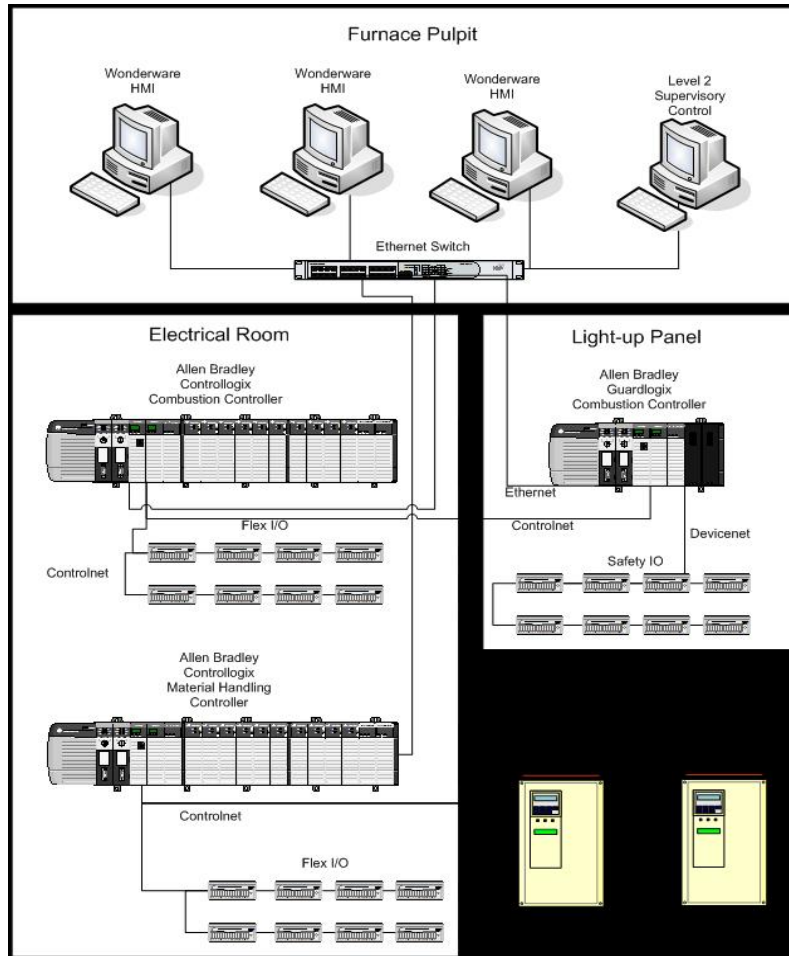 Furnace Pulpit
Wonderware
HMI
Wonderware
HMI
Wonderware
HMI
Level 2
Supervisory
Control
Ethernet Switch
Electrical Room
Allen Bradley
Controllogix
Combustion Controller
Flex I/O
Controlnet
Allen Bradley
Controllogix
Material Handling
Controller
Controlnet
Flex I/O
Light-up Panel
Allen Bradley
Guardlogix
Combustion Controller
Ethernet
Controlnet
Devicenet
Safety IO